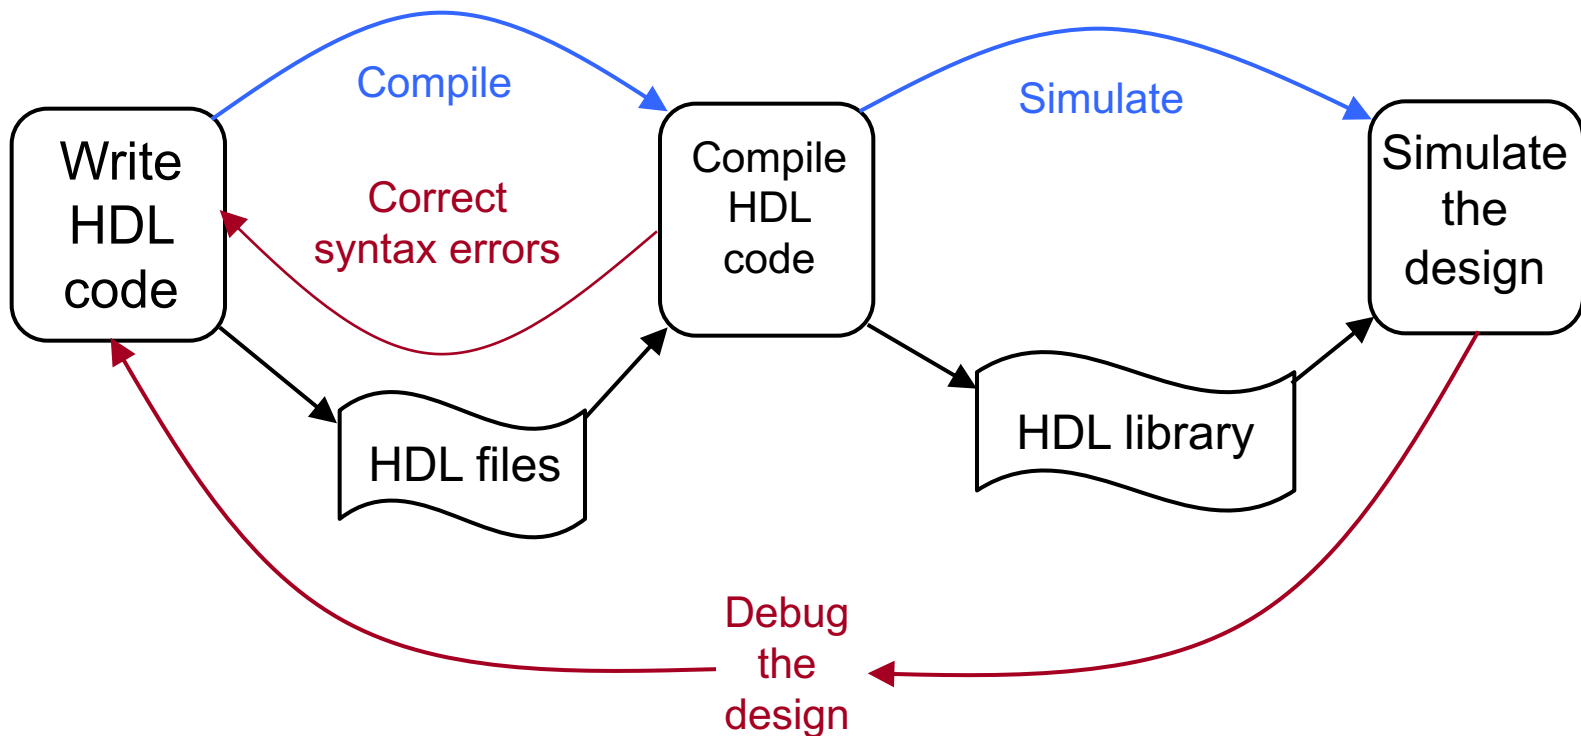 Compile
Simulate
Write
HDL
code
Correct
syntax errors
Compile
HDL
code
Simulate
the
design
HDL files
HDL library
Debug
the
design